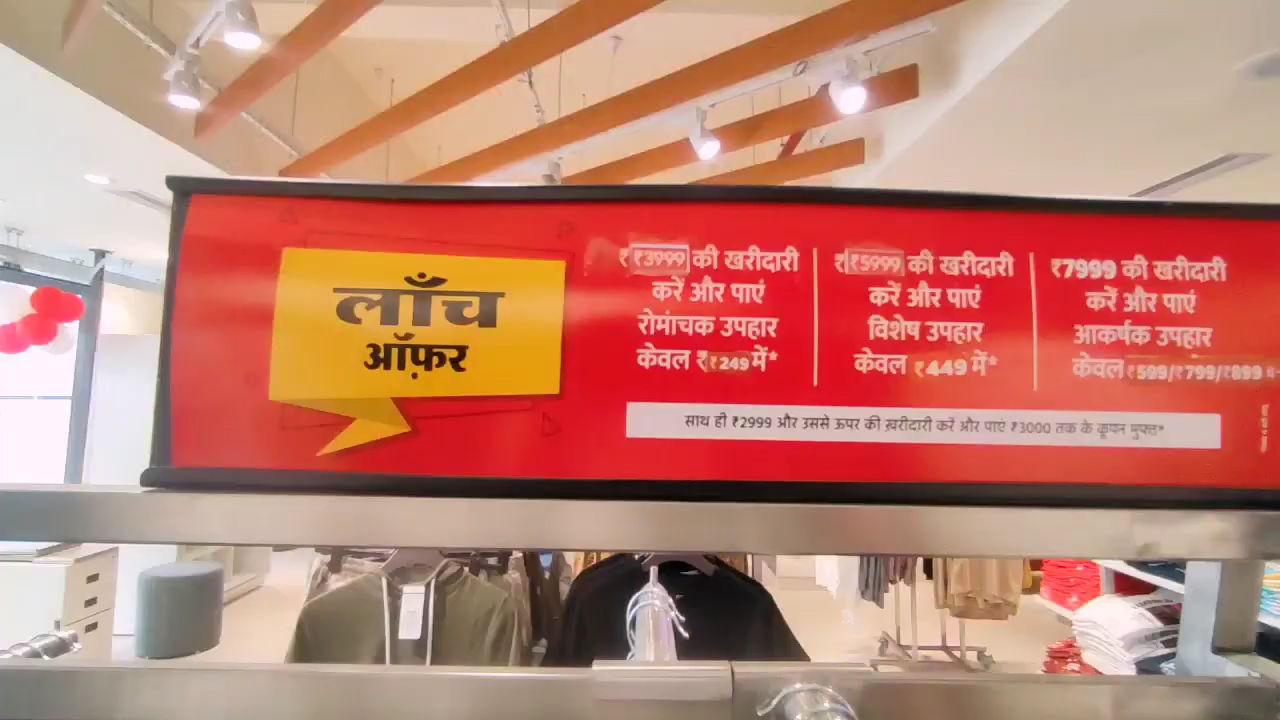 लॉंच
ऑफ़र
₹ ₹3999 की खरीदारी
करें और पाएं
रोमांचक उपहार
केवल ₹ ₹249 में*
₹ ₹5999 की खरीदारी
करें और पाएं
विशेष उपहार
केवल ₹449 में*
₹7999 की खरीदारी
करें और पाएं
आकर्षक उपहार
केवल ₹599/₹799/₹899 में*
साथ ही ₹2999 और उससे ऊपर की ख़रीदारी करें और पाएं ₹3000 तक के कूपन मुफ्त*